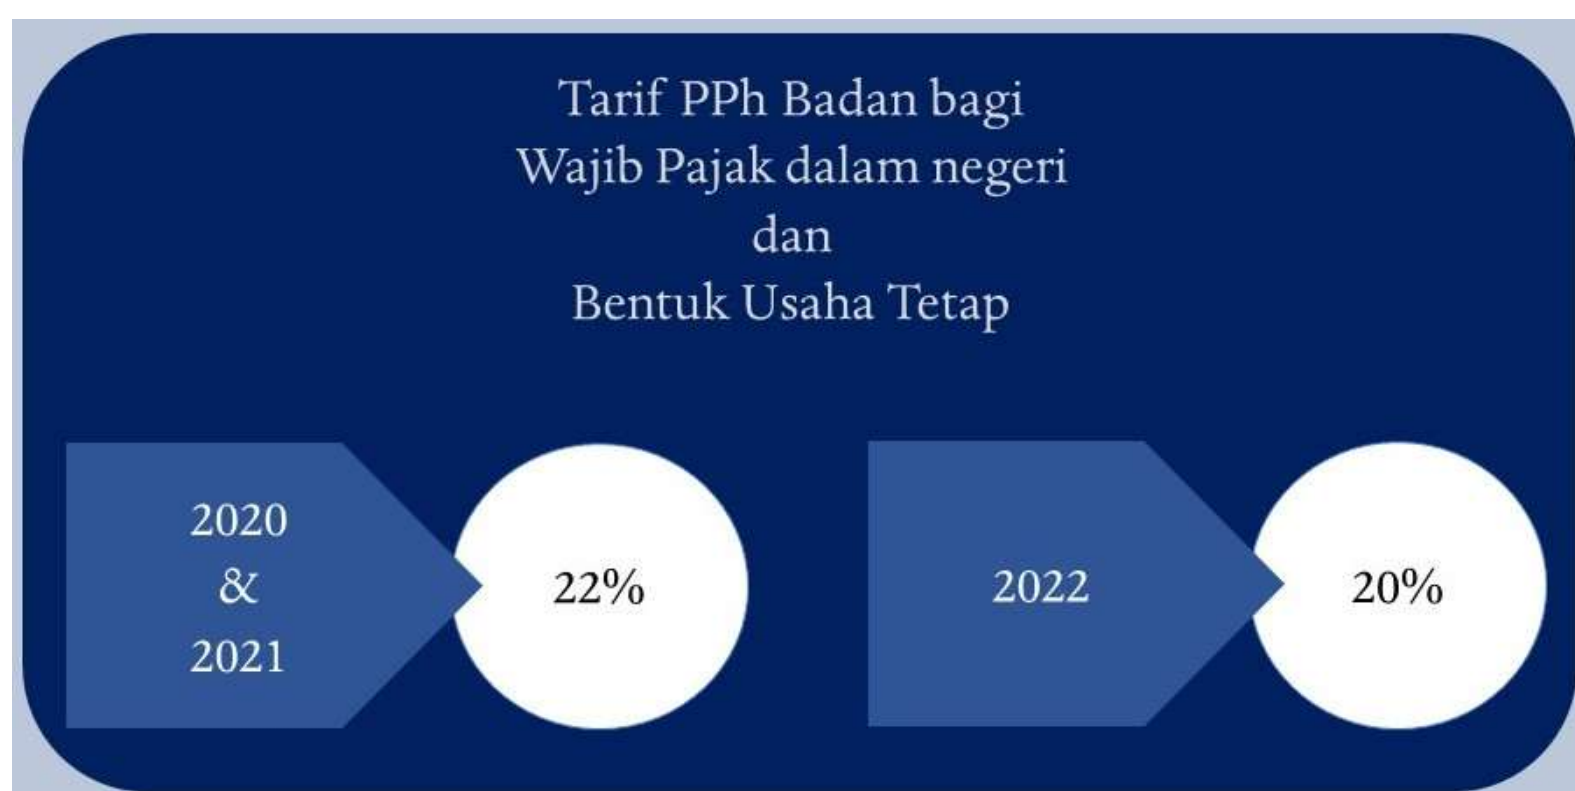 Tarif PPh Badan bagi
Wajib Pajak dalam negeri
dan
Bentuk Usaha Tetap
2020
&
2021
22%
2022
20%